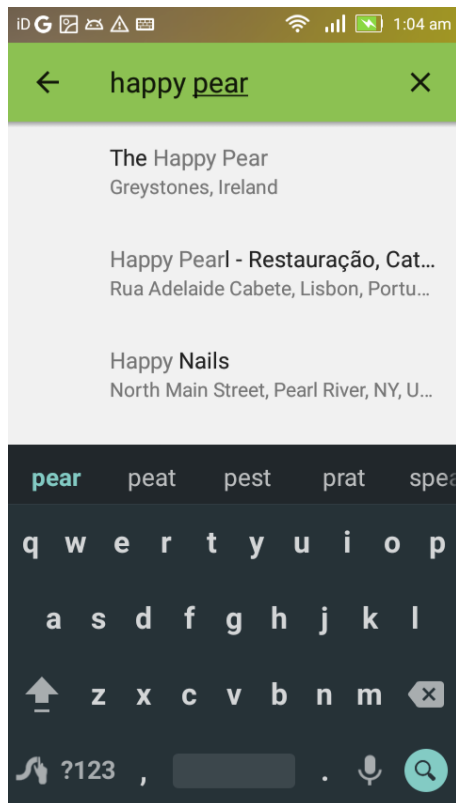 iD G 1:04 am
happy pear
The Happy Pear
Greystones, Ireland
Happy Pearl - Restauração, Cat...
Rua Adelaide Cabete, Lisbon, Portu...
Happy Nails
North Main Street, Pearl River, NY, U...
pear peat pest prat spea
q w e r t y u i o p
a s d f g h j k l
z x c v b n m
?123 , .